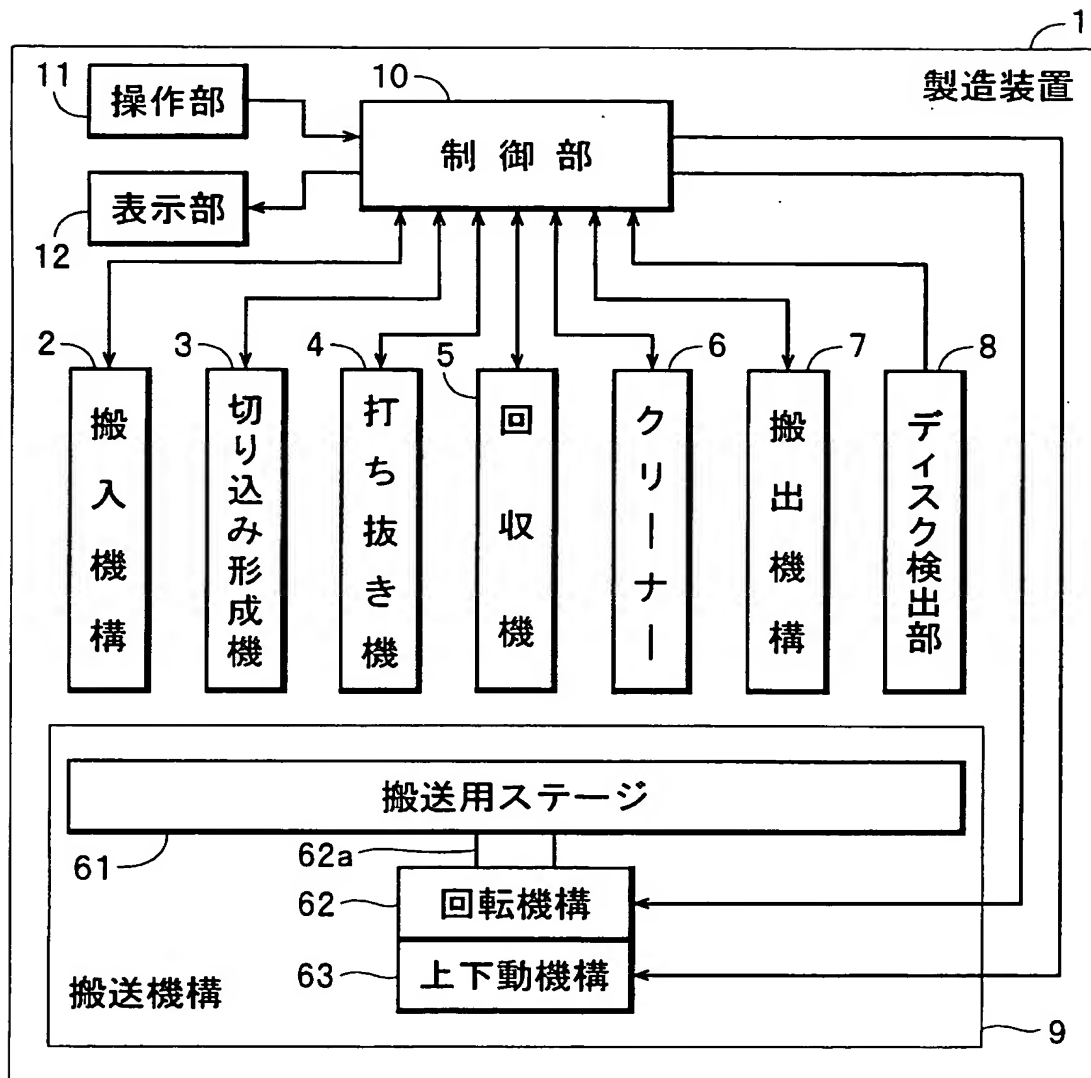 1
製造装置
11
操作部
10
制御部
表示部
12
2
搬入機構
3
切り込み形成機
4
打ち抜き機
5
回収機
6
クリーナー
7
搬出機構
8
ディスク検出部
搬送用ステージ
61
62a
62
回転機構
63
上下動機構
搬送機構
9